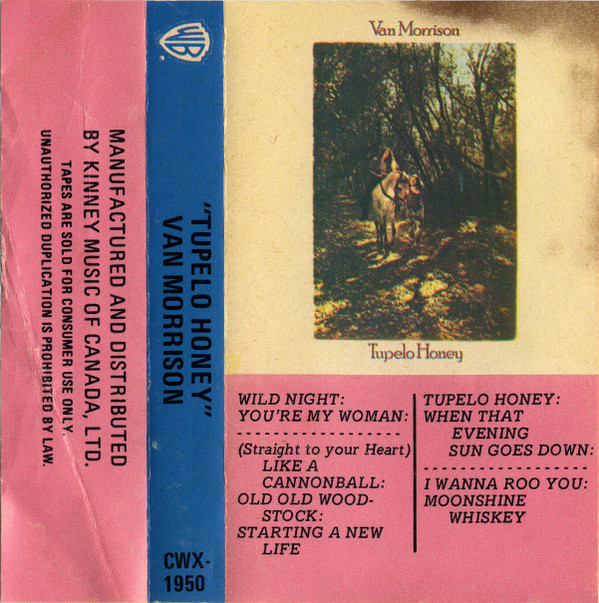 MANUFACTURED AND DISTRIBUTED
BY KINNEY MUSIC OF CANADA, LTD.
TAPES ARE SOLD FOR CONSUMER USE ONLY.
UNAUTHORIZED DUPLICATION IS PROHIBITED BY LAW.
WB
"TUPELO HONEY"
VAN MORRISON
CWX-
1950
Van Morrison
Tupelo Honey
WILD NIGHT:
YOU'RE MY WOMAN:
(Straight to your Heart)
LIKE A
CANNONBALL:
OLD OLD WOOD-
STOCK:
STARTING A NEW
LIFE
TUPELO HONEY:
WHEN THAT
EVENING
SUN GOES DOWN:
I WANNA ROO YOU:
MOONSHINE
WHISKEY